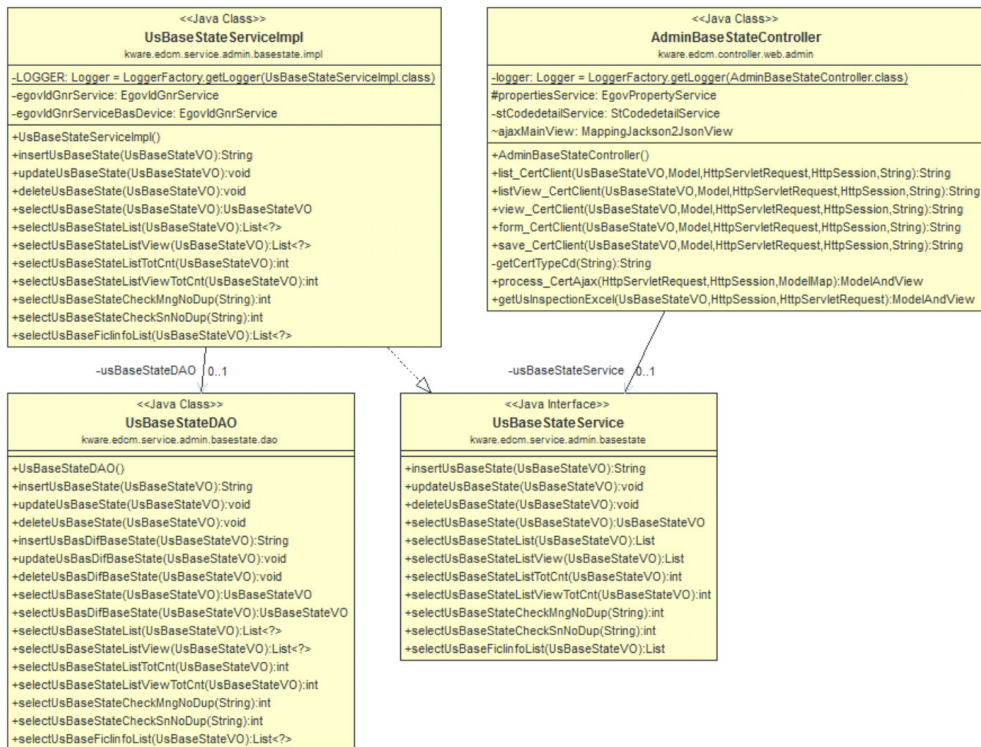 <<Java Class>>
UsBaseStateServiceImpl
kware.edcm.service.admin.basestate.impl
-LOGGER: Logger = LoggerFactory.getLogger(UsBaseStateServiceImpl.class)
-egovIdGnrService: EgovIdGnrService
-egovIdGnrServiceBasDevice: EgovIdGnrService
+UsBaseStateServiceImpl()
+insertUsBaseState(UsBaseStateVO):String
+updateUsBaseState(UsBaseStateVO):void
+deleteUsBaseState(UsBaseStateVO):void
+selectUsBaseState(UsBaseStateVO):UsBaseStateVO
+selectUsBaseStateList(UsBaseStateVO):List<?>
+selectUsBaseStateListView(UsBaseStateVO):List<?>
+selectUsBaseStateListTotCnt(UsBaseStateVO):int
+selectUsBaseStateListViewTotCnt(UsBaseStateVO):int
+selectUsBaseStateCheckMngNoDup(String):int
+selectUsBaseStateCheckSnNoDup(String):int
+selectUsBaseFiclinfoList(UsBaseStateVO):List<?>
<<Java Class>>
AdminBaseStateController
kware.edcm.controller.web.admin
-logger: Logger = LoggerFactory.getLogger(AdminBaseStateController.class)
#propertiesService: EgovPropertyService
-stCodedetailService: StCodedetailService
~ajaxMainView: MappingJackson2JsonView
+AdminBaseStateController()
+list_CertClient(UsBaseStateVO,Model,HttpServletRequest,HttpSession,String):String
+listView_CertClient(UsBaseStateVO,Model,HttpServletRequest,HttpSession,String):String
+view_CertClient(UsBaseStateVO,Model,HttpServletRequest,HttpSession,String):String
+form_CertClient(UsBaseStateVO,Model,HttpServletRequest,HttpSession,String):String
+save_CertClient(UsBaseStateVO,Model,HttpServletRequest,HttpSession,String):String
-getCertTypeCd(String):String
+process_CertAjax(HttpServletRequest,HttpSession,ModelMap):ModelAndView
+getUsInspectionExcel(UsBaseStateVO,HttpSession,HttpServletRequest):ModelAndView
-usBaseStateDAO 0..1
-usBaseStateService 0..1
<<Java Class>>
UsBaseStateDAO
kware.edcm.service.admin.basestate.dao
+UsBaseStateDAO()
+insertUsBaseState(UsBaseStateVO):String
+updateUsBaseState(UsBaseStateVO):void
+deleteUsBaseState(UsBaseStateVO):void
+insertUsBasDifBaseState(UsBaseStateVO):String
+updateUsBasDifBaseState(UsBaseStateVO):void
+deleteUsBasDifBaseState(UsBaseStateVO):void
+selectUsBaseState(UsBaseStateVO):UsBaseStateVO
+selectUsBasDifBaseState(UsBaseStateVO):UsBaseStateVO
+selectUsBaseStateList(UsBaseStateVO):List<?>
+selectUsBaseStateListView(UsBaseStateVO):List<?>
+selectUsBaseStateListTotCnt(UsBaseStateVO):int
+selectUsBaseStateListViewTotCnt(UsBaseStateVO):int
+selectUsBaseStateCheckMngNoDup(String):int
+selectUsBaseStateCheckSnNoDup(String):int
+selectUsBaseFiclinfoList(UsBaseStateVO):List<?>
<<Java Interface>>
UsBaseStateService
kware.edcm.service.admin.basestate
+insertUsBaseState(UsBaseStateVO):String
+updateUsBaseState(UsBaseStateVO):void
+deleteUsBaseState(UsBaseStateVO):void
+selectUsBaseState(UsBaseStateVO):UsBaseStateVO
+selectUsBaseStateList(UsBaseStateVO):List
+selectUsBaseStateListView(UsBaseStateVO):List
+selectUsBaseStateListTotCnt(UsBaseStateVO):int
+selectUsBaseStateListViewTotCnt(UsBaseStateVO):int
+selectUsBaseStateCheckMngNoDup(String):int
+selectUsBaseStateCheckSnNoDup(String):int
+selectUsBaseFiclinfoList(UsBaseStateVO):List